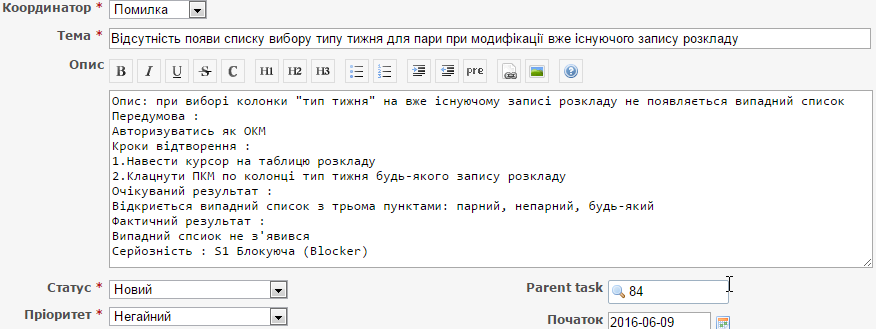 Координатор * Помилка
Тема * Відсутність появи списку вибору типу тижня для пари при модифікації вже існуючого запису розкладу
Опис B I U S C H1 H2 H3 pre
Опис: при виборі колонки "тип тижня" на вже існуючому записі розкладу не появляється випадний список
Передумова :
Авторизуватись як ОКМ
Кроки відтворення :
1.Навести курсор на таблицю розкладу
2.Клацнути ПКМ по колонці тип тижня будь-якого запису розкладу
Очікуваний результат :
Відкриється випадний список з трьома пунктами: парний, непарний, будь-який
Фактичний результат :
Випадний спсиок не з'явився
Серйозність : S1 Блокуюча (Blocker)
Статус * Новий Parent task 84
Пріоритет * Негайний Початок 2016-06-09